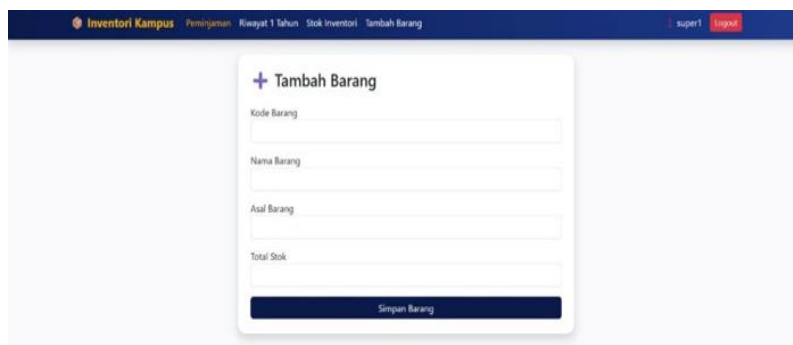 Inventori Kampus Peminjaman Riwayat 1 Tahun Stok Inventori Tambah Barang super1 Logout
Tambah Barang
Kode Barang
Nama Barang
Asal Barang
Total Stok
Simpan Barang